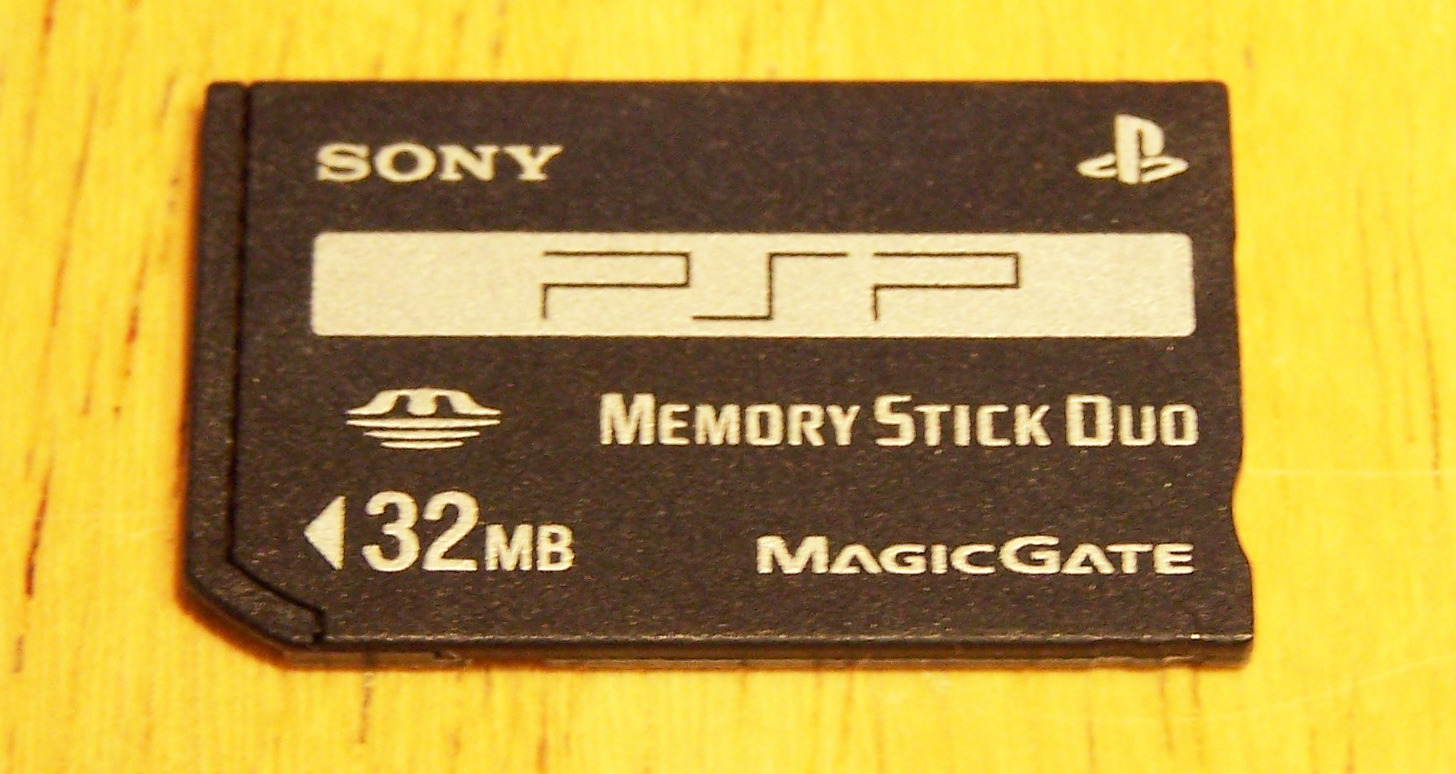 SONY
PSP
MEMORY STICK DUO
32MB
MAGICGATE